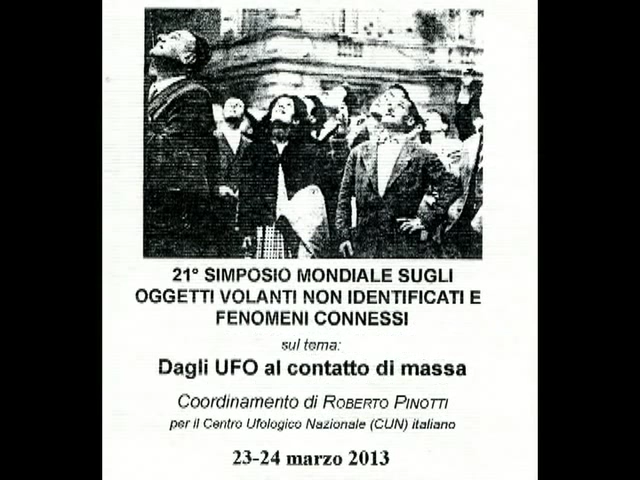 21° SIMPOSIO MONDIALE SUGLI
OGGETTI VOLANTI NON IDENTIFICATI E
FENOMENI CONNESSI
sul tema:
Dagli UFO al contatto di massa
Coordinamento di ROBERTO PINOTTI
per il Centro Ufologico Nazionale (CUN) italiano
23-24 marzo 2013